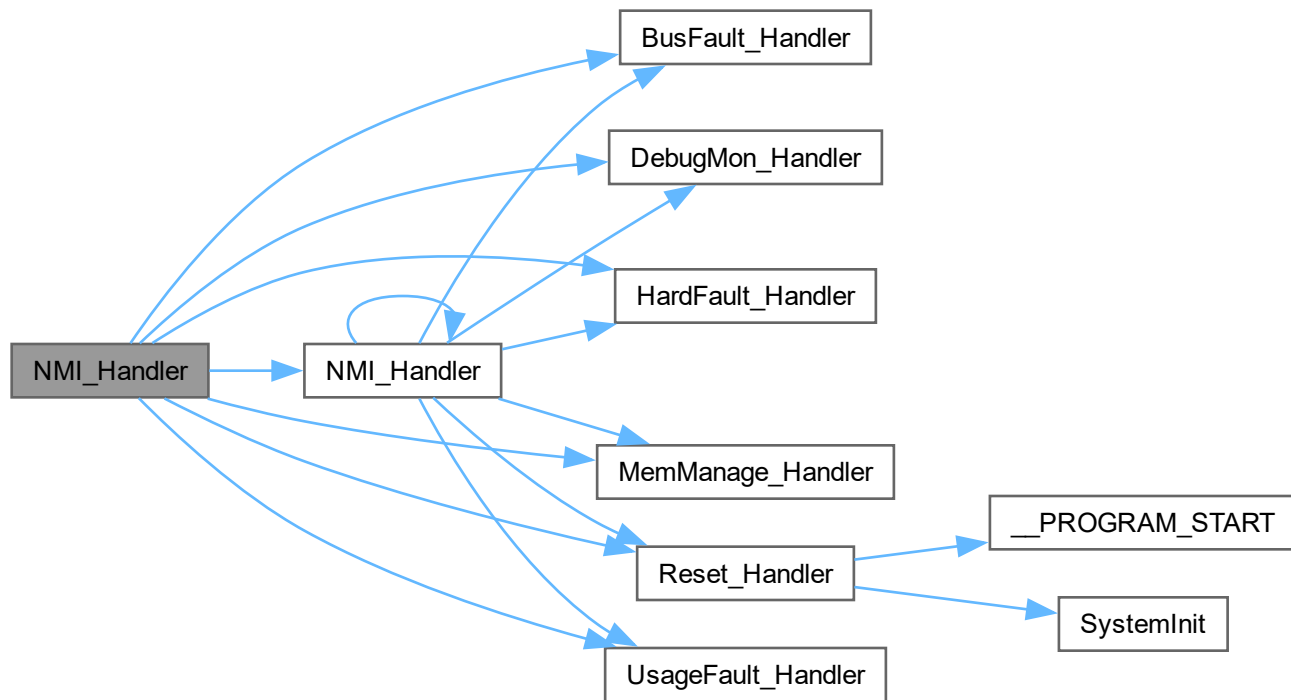 BusFault_Handler
DebugMon_Handler
HardFault_Handler
NMI_Handler
NMI_Handler
MemManage_Handler
__PROGRAM_START
Reset_Handler
SystemInit
UsageFault_Handler